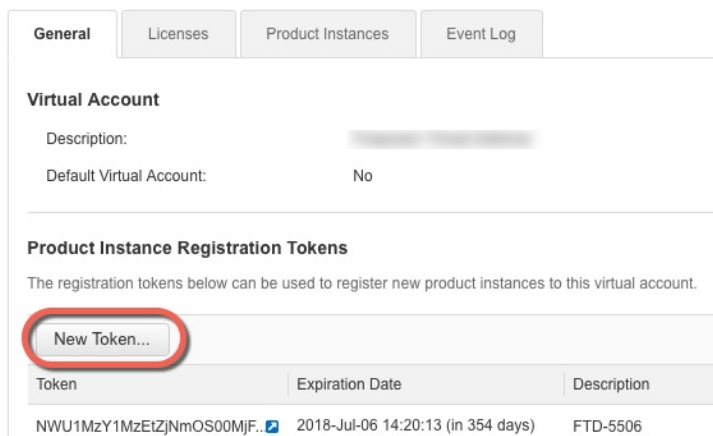 General Licenses Product Instances Event Log
Virtual Account
Description:
Default Virtual Account: No
Product Instance Registration Tokens
The registration tokens below can be used to register new product instances to this virtual account.
New Token...
Token Expiration Date Description
NWU1MzY1MzEtZjNmOS00MjF.. 2018-Jul-06 14:20:13 (in 354 days) FTD-5506